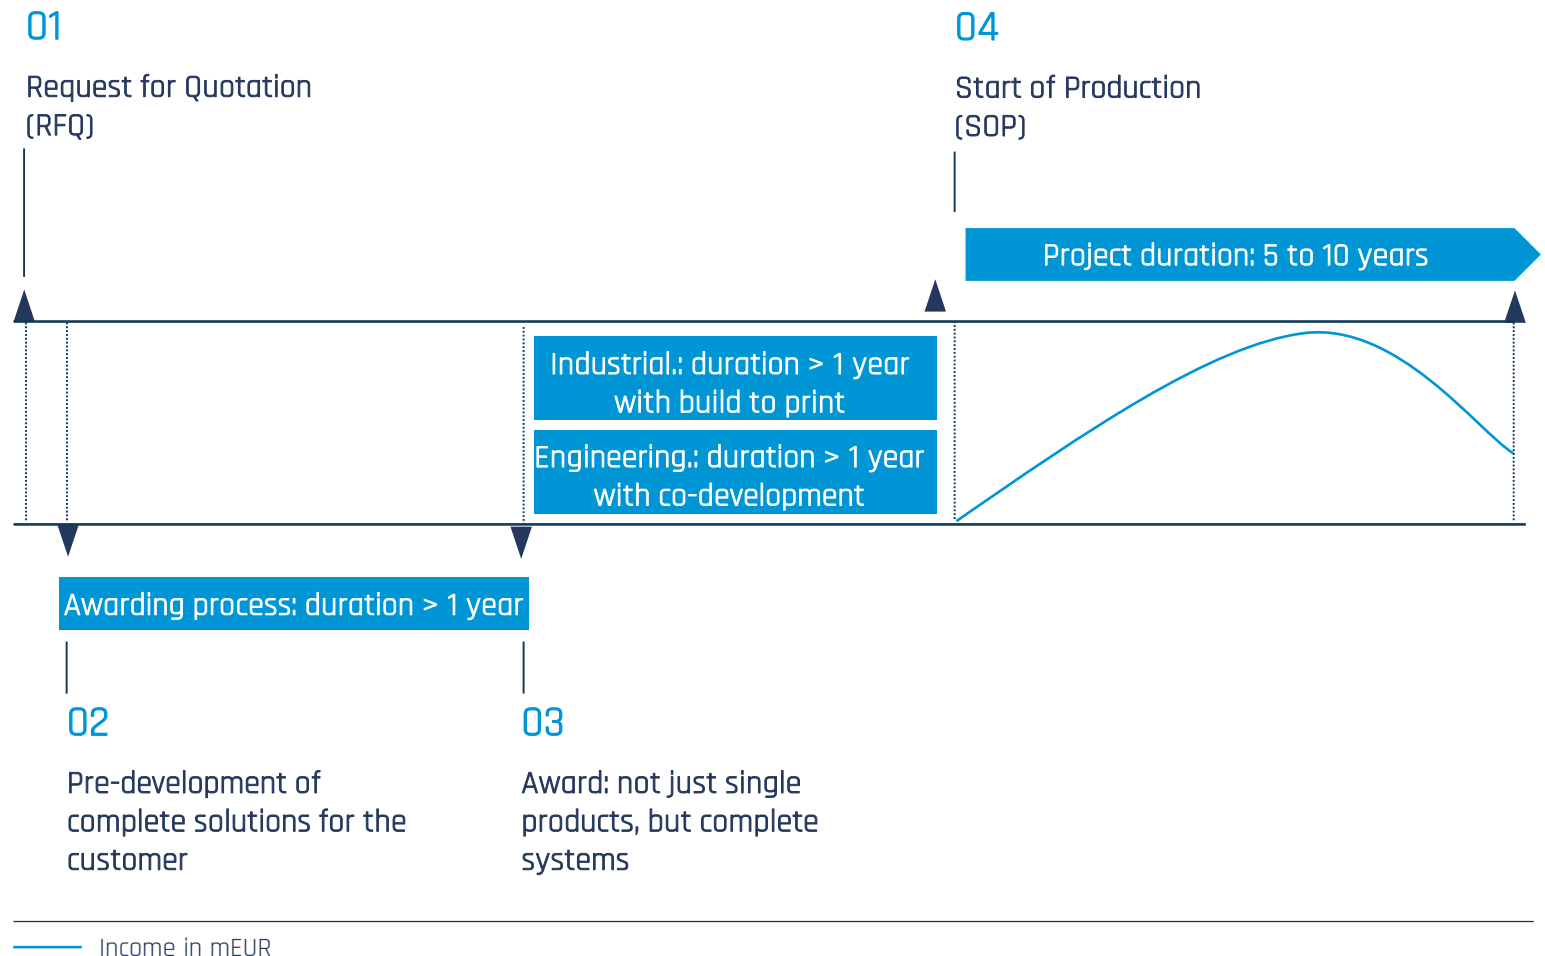 01
Request for Quotation
(RFQ)
04
Start of Production
(SOP)
Project duration: 5 to 10 years
Industrial.: duration > 1 year
with build to print
Engineering.: duration > 1 year
with co-development
Awarding process: duration > 1 year
02
Pre-development of
complete solutions for the
customer
03
Award: not just single
products, but complete
systems
Income in mEUR